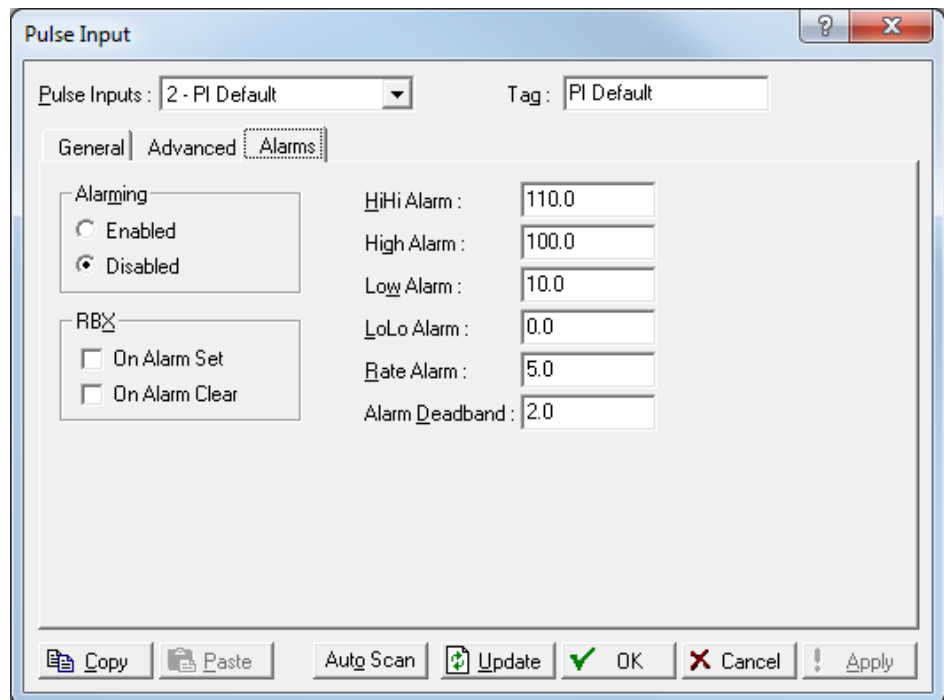 Pulse Input
Pulse Inputs : 2 - PI Default Tag : PI Default
General Advanced Alarms
Alarming
Enabled
Disabled
RBX
On Alarm Set
On Alarm Clear
HiHi Alarm : 110.0
High Alarm : 100.0
Low Alarm : 10.0
LoLo Alarm : 0.0
Rate Alarm : 5.0
Alarm Deadband : 2.0
Copy Paste Auto Scan Update OK Cancel ! Apply